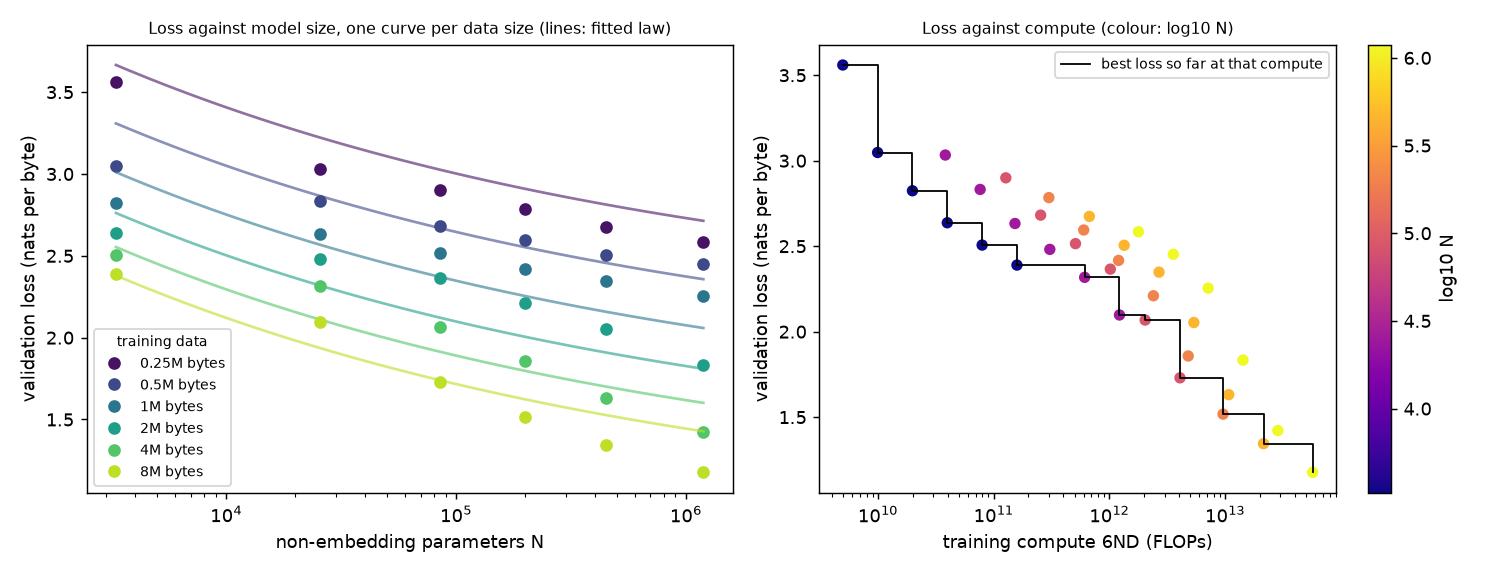 Loss against model size, one curve per data size (lines: fitted law)
validation loss (nats per byte)
3.5
3.0
2.5
2.0
1.5
training data
0.25M bytes
0.5M bytes
1M bytes
2M bytes
4M bytes
8M bytes
10^4
10^5
10^6
non-embedding parameters N
Loss against compute (colour: log10 N)
validation loss (nats per byte)
3.5
3.0
2.5
2.0
1.5
best loss so far at that compute
10^10
10^11
10^12
10^13
training compute 6ND (FLOPs)
6.0
5.5
5.0
4.5
4.0
log10 N